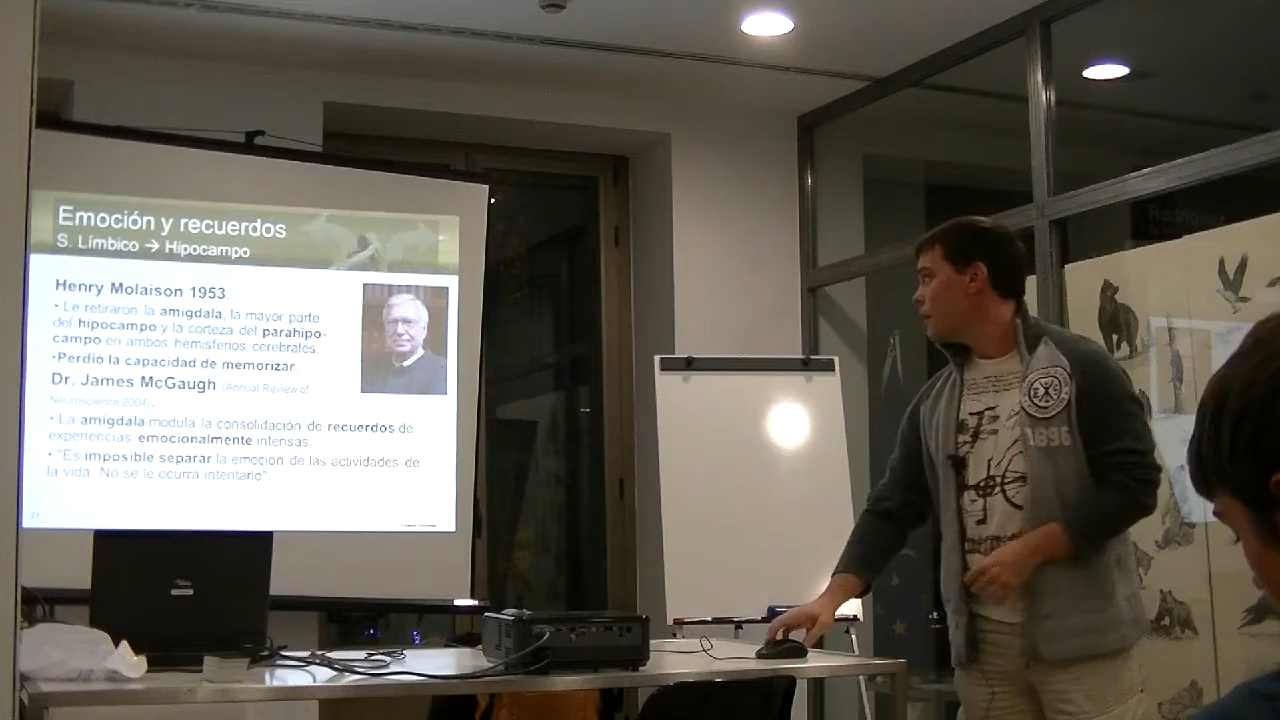 Emoción y recuerdos
S. Límbico → Hipocampo
Henry Molaison 1953.
• Le retiraron la amígdala, la mayor parte
del hipocampo y la corteza del parahipo-
campo en ambos hemisferios cerebrales.
•Perdió la capacidad de memorizar.
Dr. James McGaugh (Annual Review of
Neuroscience 2004).
• La amígdala modula la consolidación de recuerdos de
experiencias emocionalmente intensas.
• "Es imposible separar la emoción de las actividades de
la vida. No se le ocurra intentarlo".
1896